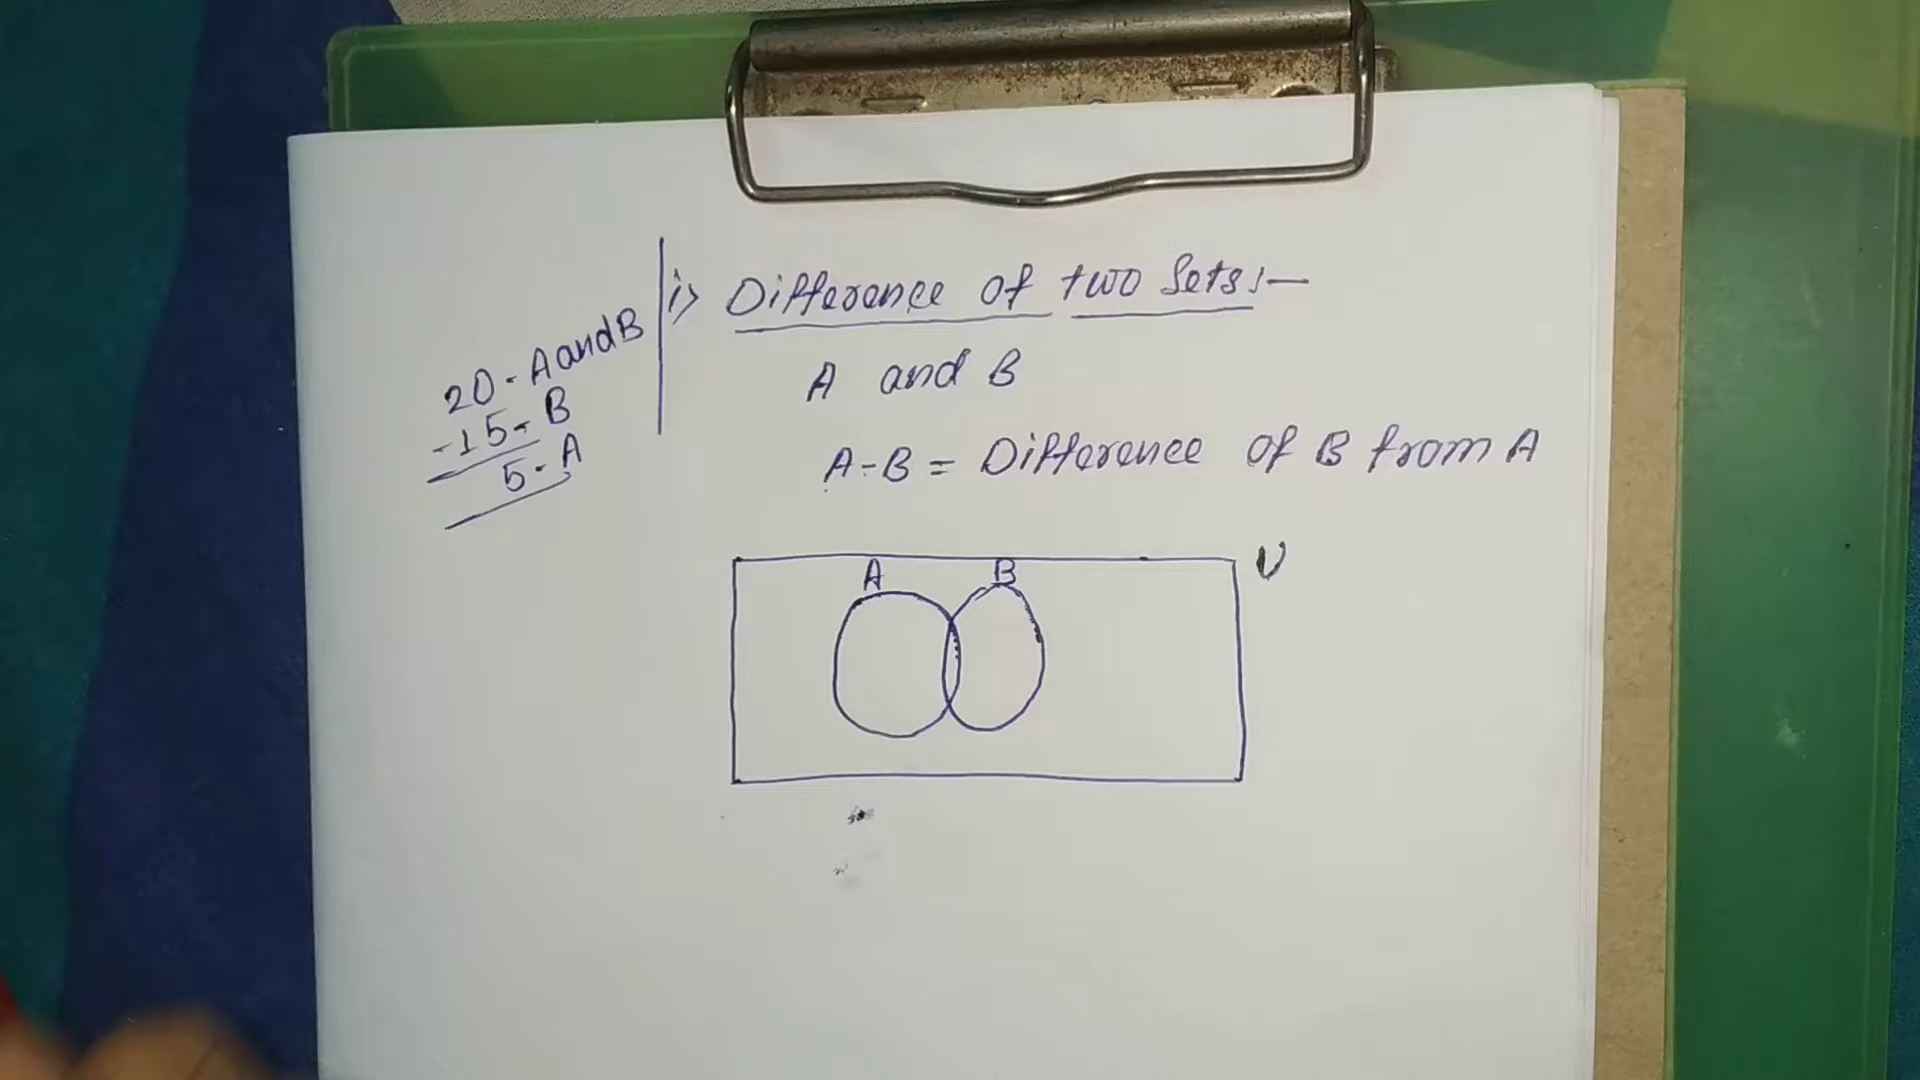 20 - A and B
- 15 - B
5 - A
i> Difference of two Sets :-
A and B
A - B = Difference of B from A
A B
U